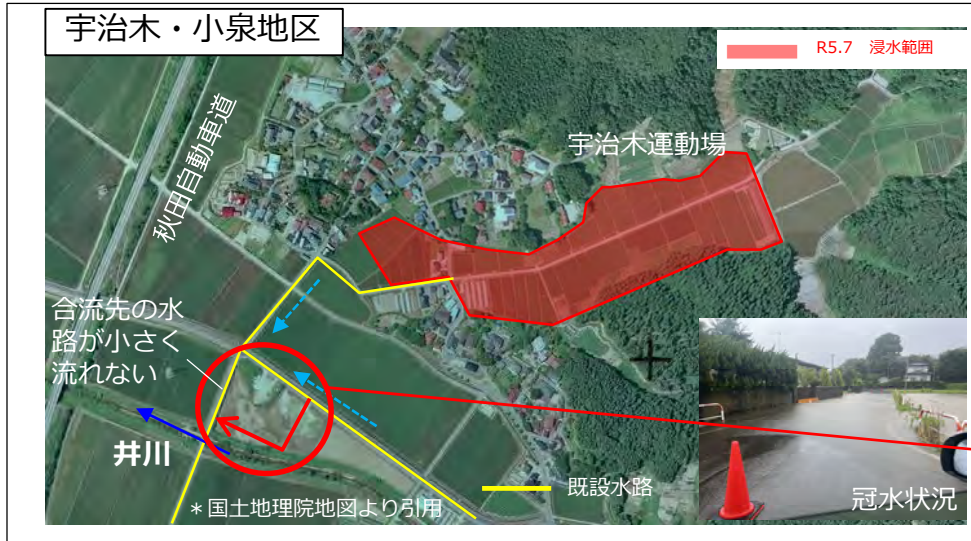 宇治木・小泉地区
R5.7 浸水範囲
秋田自動車道
宇治木運動場
合流先の水
路が小さく
流れない
井川
既設水路
＊国土地理院地図より引用
冠水状況